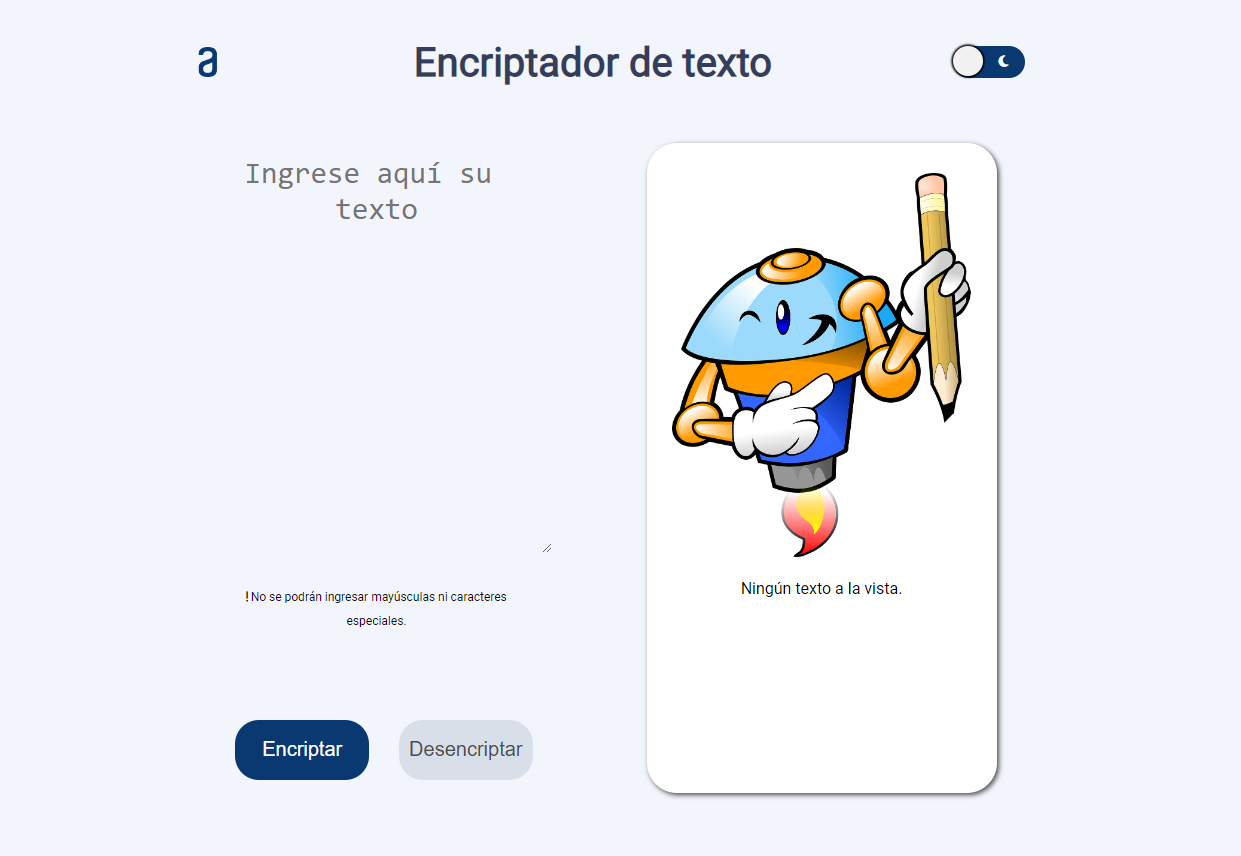 a
Encriptador de texto
Ingrese aquí su
texto
! No se podrán ingresar mayúsculas ni caracteres
especiales.
Encriptar
Desencriptar
Ningún texto a la vista.